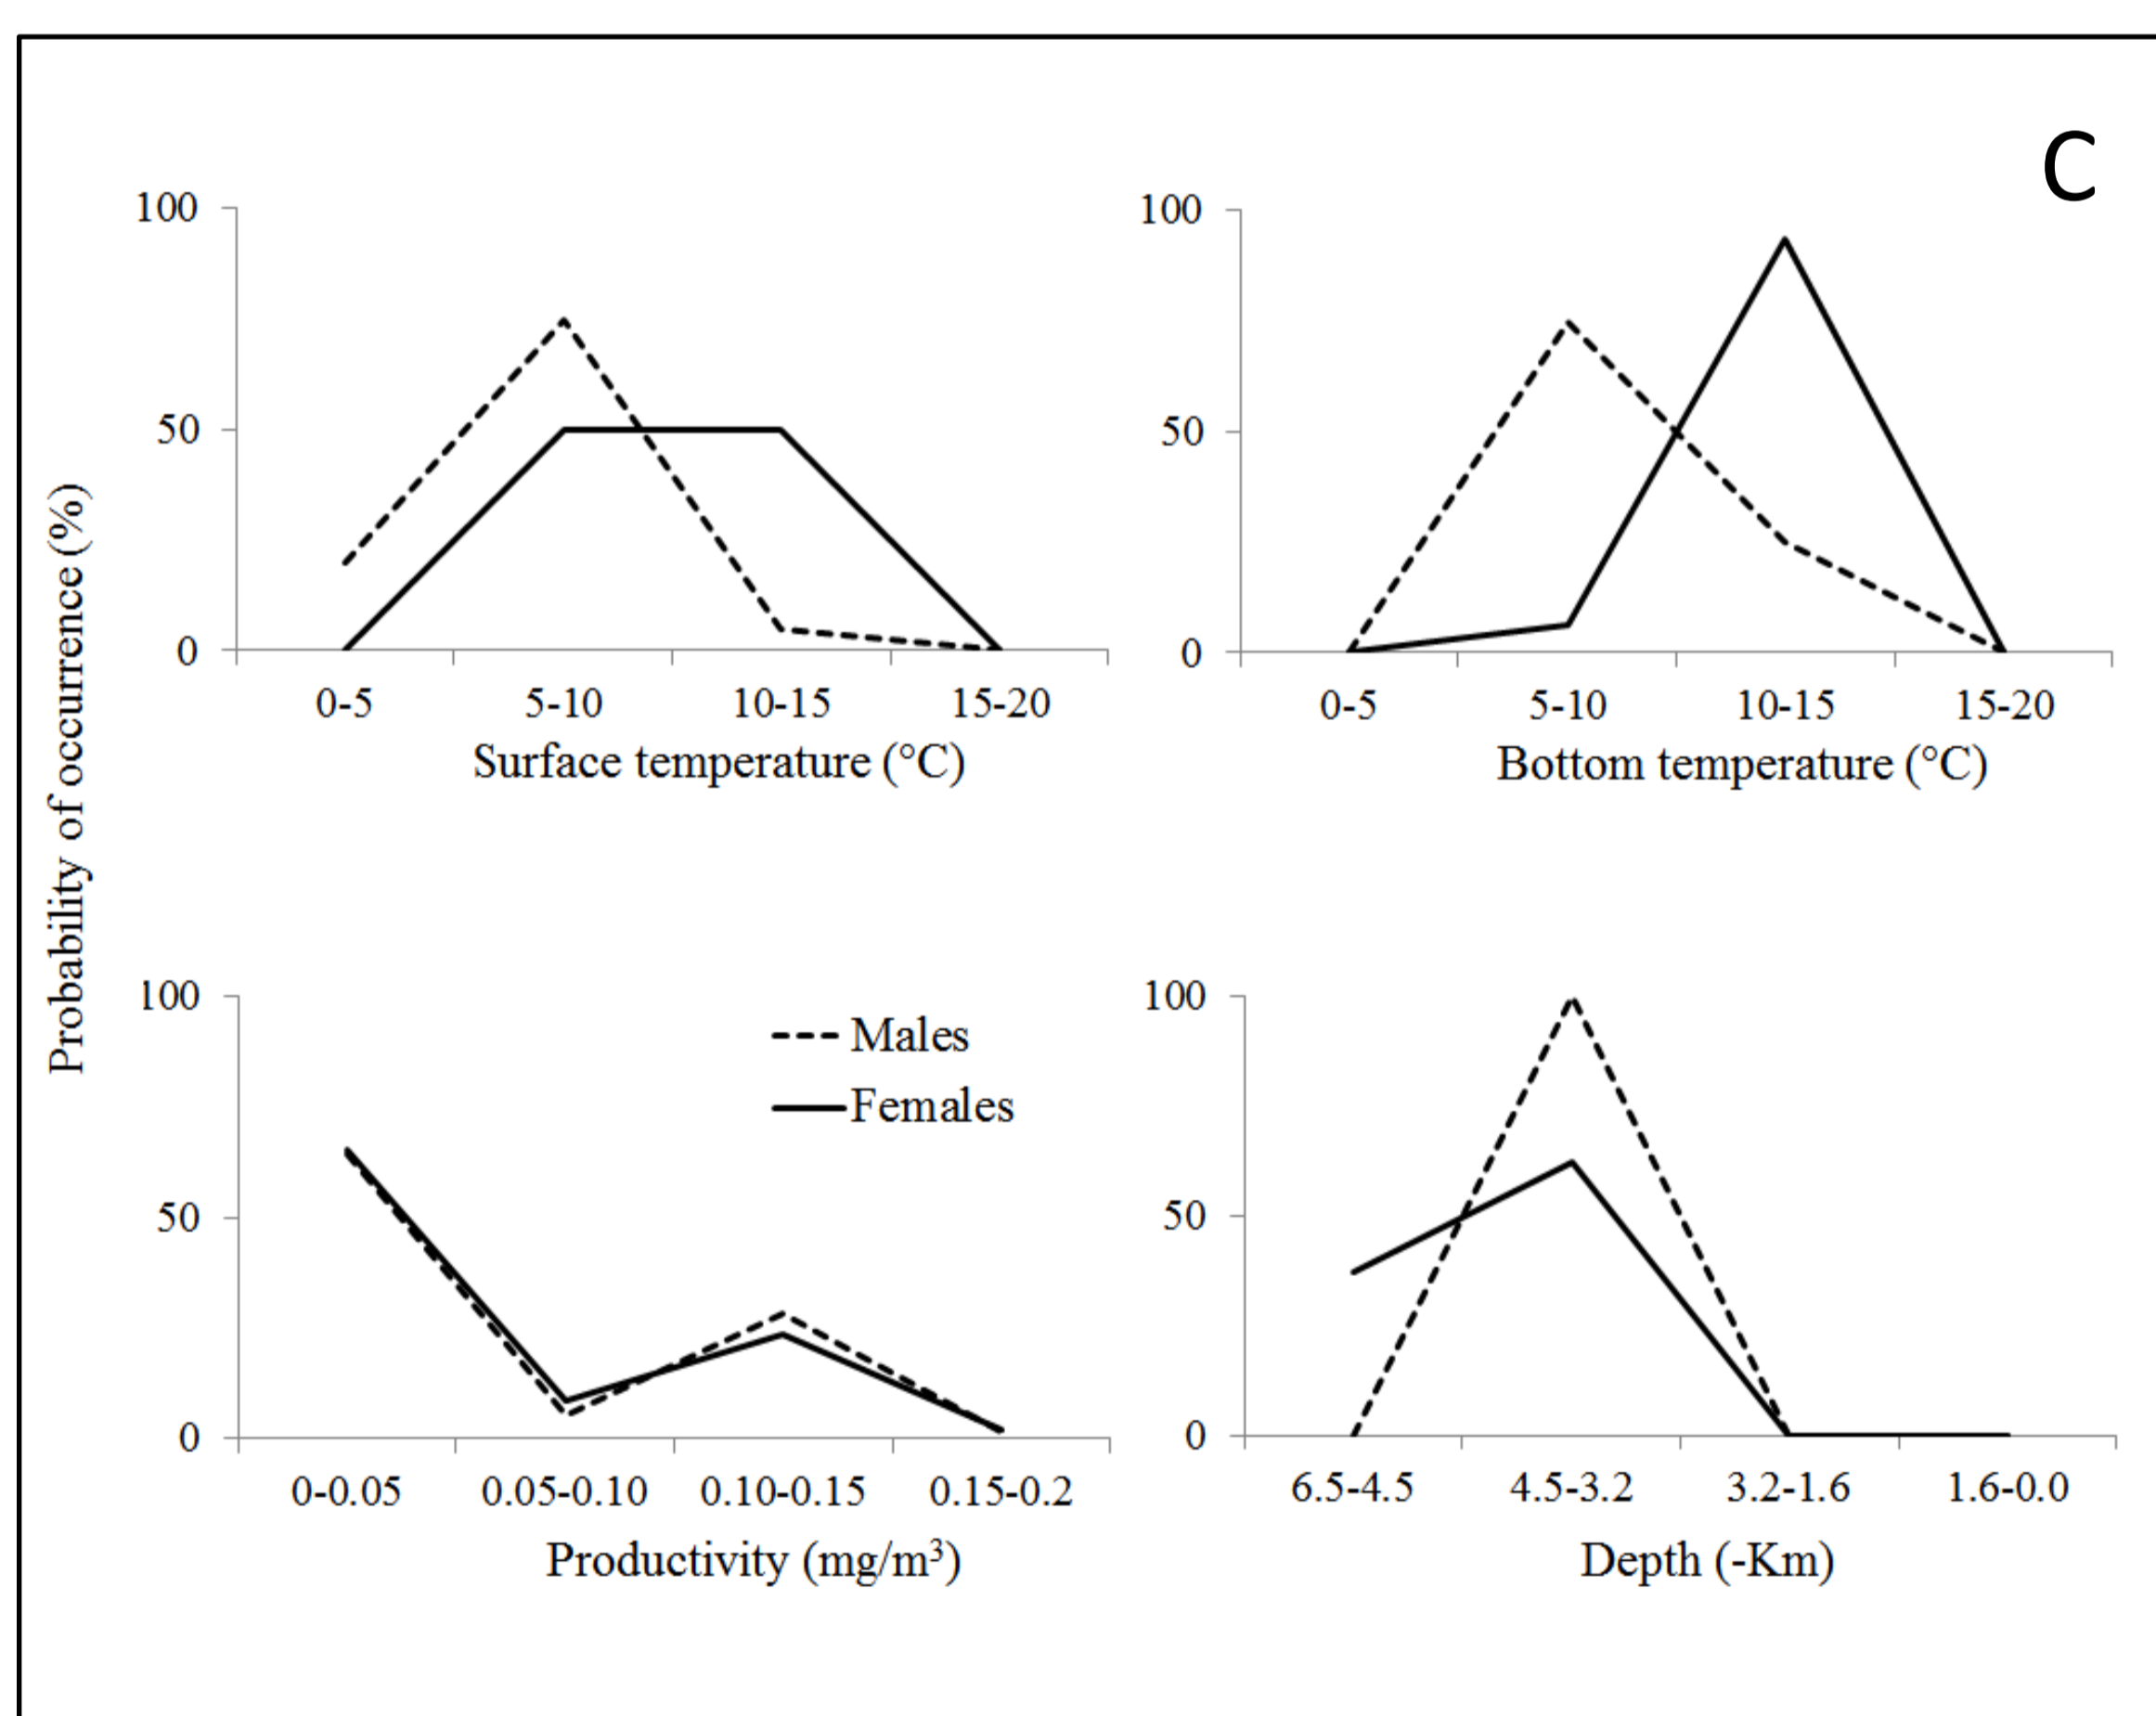 C
Probability of occurrence (%)
100
50
0
0-5 5-10 10-15 15-20
Surface temperature (°C)
100
50
0
0-5 5-10 10-15 15-20
Bottom temperature (°C)
100
50
0
Males
Females
0-0.05 0.05-0.10 0.10-0.15 0.15-0.2
Productivity (mg/m³)
100
50
0
6.5-4.5 4.5-3.2 3.2-1.6 1.6-0.0
Depth (-Km)